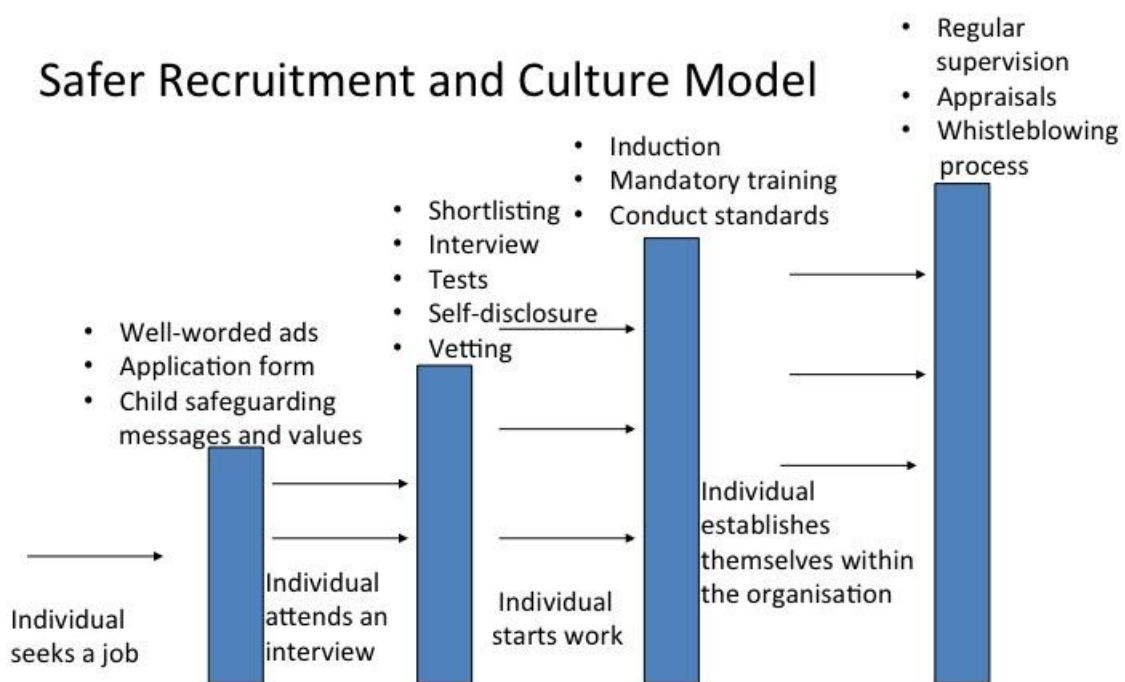 Safer Recruitment and Culture Model
• Well-worded ads
• Application form
• Child safeguarding
messages and values
• Shortlisting
• Interview
• Tests
• Self-disclosure
• Vetting
• Induction
• Mandatory training
• Conduct standards
• Regular
supervision
• Appraisals
• Whistleblowing
process
Individual
seeks a job
Individual
attends an
interview
Individual
starts work
Individual
establishes
themselves within
the organisation